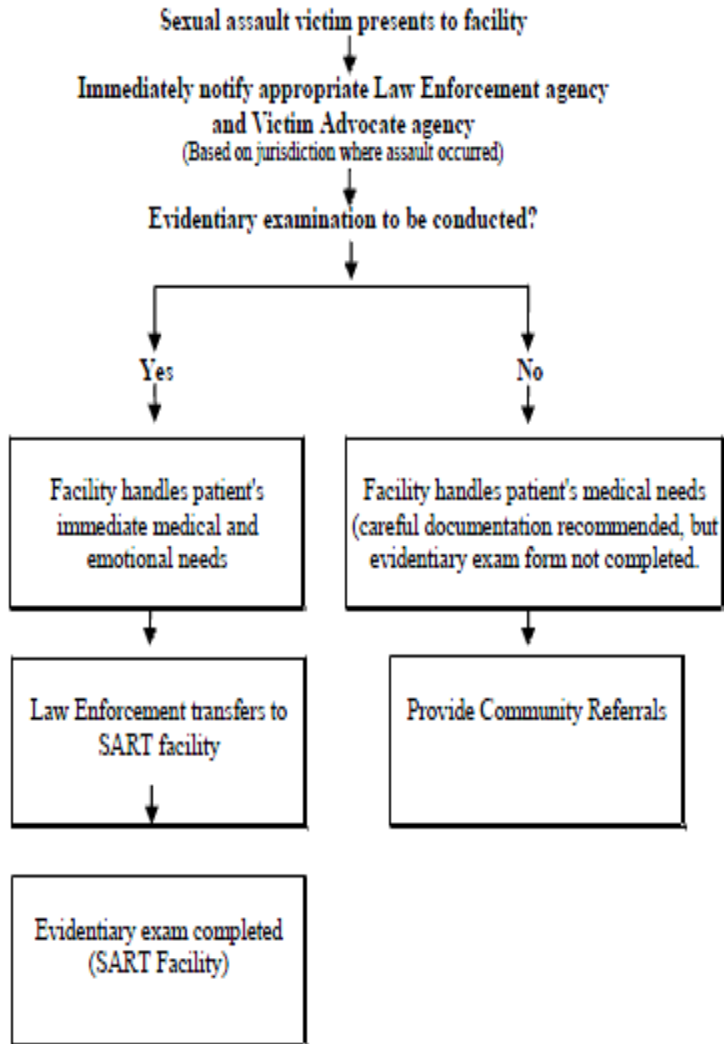 Sexual assault victim presents to facility
Immediately notify appropriate Law Enforcement agency
and Victim Advocate agency
(Based on jurisdiction where assault occurred)
Evidentiary examination to be conducted?
Yes
No
Facility handles patient's
immediate medical and
emotional needs
Facility handles patient's medical needs
(careful documentation recommended, but
evidentiary exam form not completed.
Law Enforcement transfers to
SART facility
Provide Community Referrals
Evidentiary exam completed
(SART Facility)